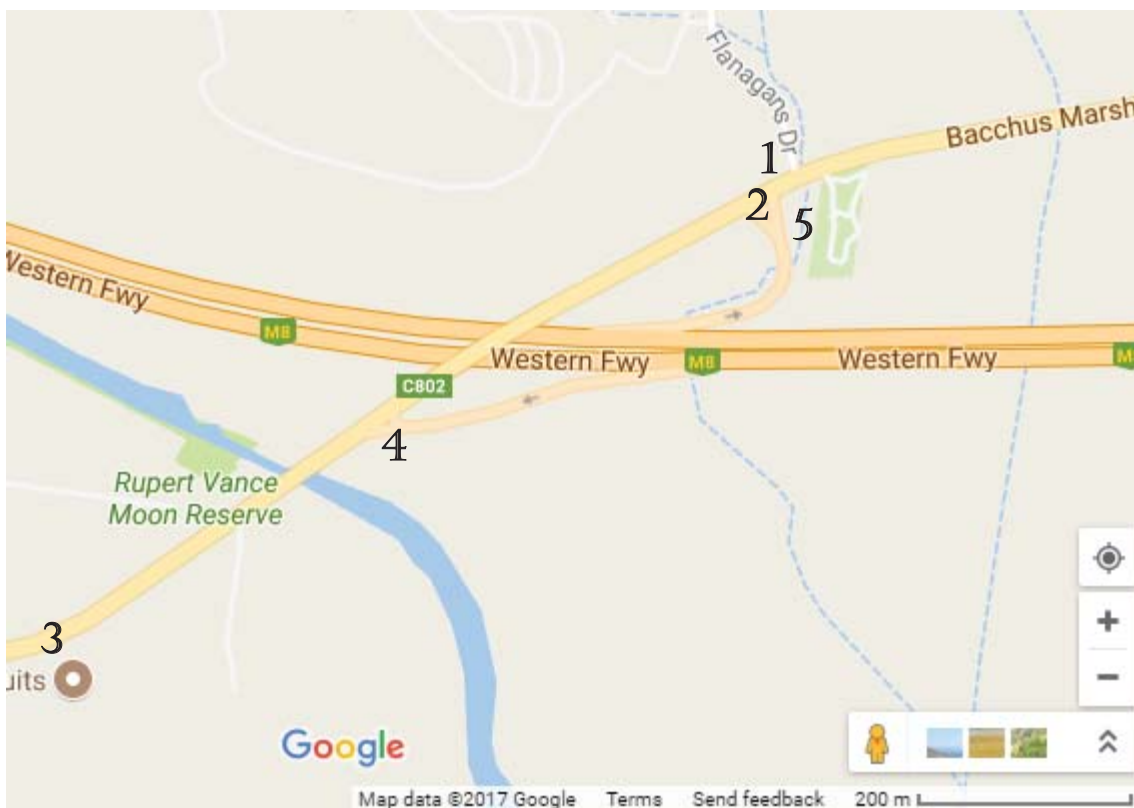 Flanagans Dr
Bacchus Marsh
1
2
5
Western Fwy
M8
Western Fwy
M8
Western Fwy
M
C802
4
Rupert Vance
Moon Reserve
3
uits
Google
Map data ©2017 Google Terms Send feedback 200 m